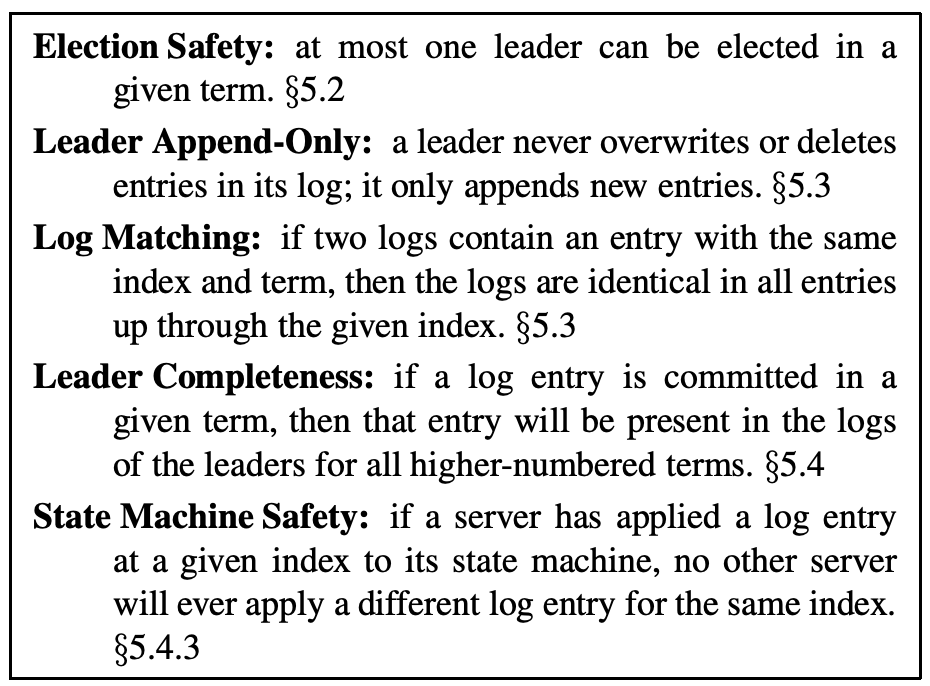 Election Safety: at most one leader can be elected in a
given term. §5.2
Leader Append-Only: a leader never overwrites or deletes
entries in its log; it only appends new entries. §5.3
Log Matching: if two logs contain an entry with the same
index and term, then the logs are identical in all entries
up through the given index. §5.3
Leader Completeness: if a log entry is committed in a
given term, then that entry will be present in the logs
of the leaders for all higher-numbered terms. §5.4
State Machine Safety: if a server has applied a log entry
at a given index to its state machine, no other server
will ever apply a different log entry for the same index.
§5.4.3